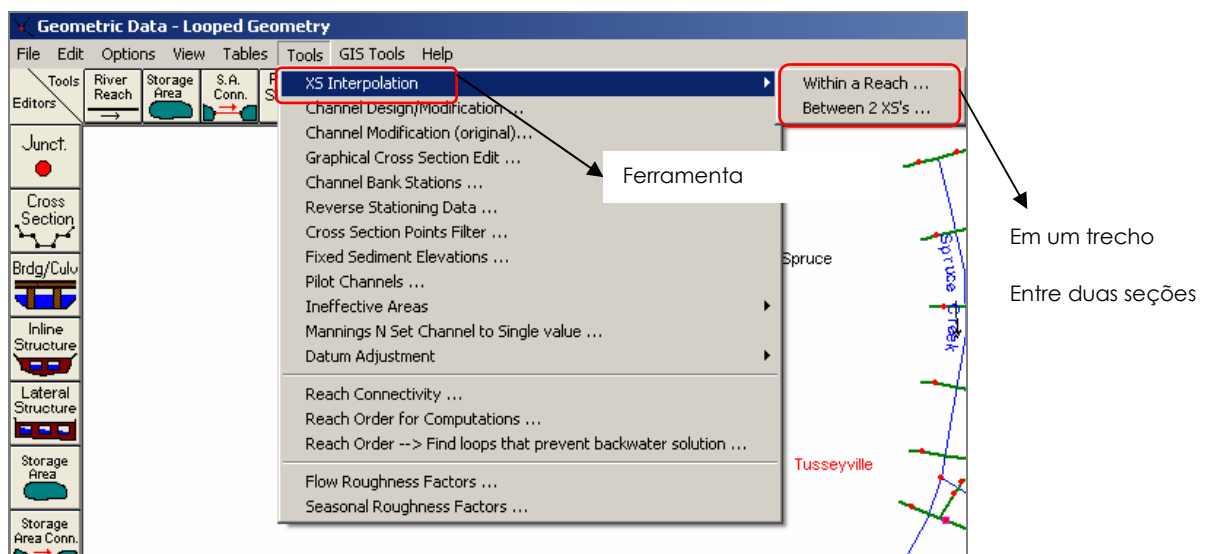 Geometric Data - Looped Geometry
File Edit Options View Tables Tools GIS Tools Help
Tools
Editors
River
Reach
Storage
Area
S.A.
Conn.
XS Interpolation
Within a Reach ...
Between 2 XS's ...
Channel Design/Modification ...
Channel Modification (original)...
Graphical Cross Section Edit ...
Channel Bank Stations ...
Reverse Stationing Data ...
Cross Section Points Filter ...
Fixed Sediment Elevations ...
Pilot Channels ...
Ineffective Areas
Mannings N Set Channel to Single value ...
Datum Adjustment
Reach Connectivity ...
Reach Order for Computations ...
Reach Order --> Find loops that prevent backwater solution ...
Flow Roughness Factors ...
Seasonal Roughness Factors ...
Junct.
Cross
Section
Brdg/Culv
Inline
Structure
Lateral
Structure
Storage
Area
Storage
Area Conn.
Ferramenta
Em um trecho
Entre duas seções
Spruce
Spruce Creek
Tusseyville